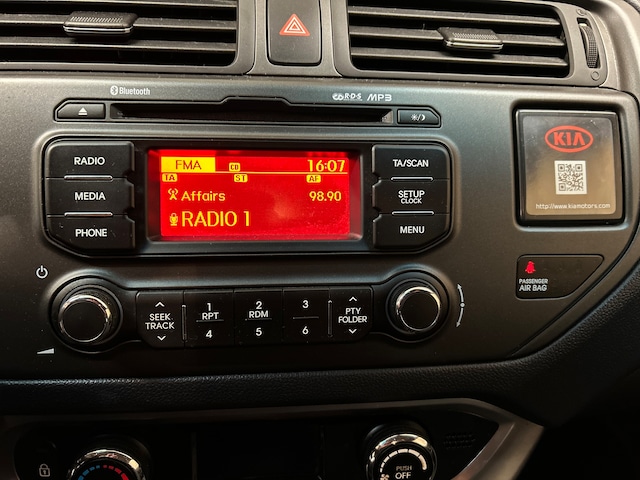 Bluetooth
R·D·S MP3
RADIO
MEDIA
PHONE
FMA CD 16:07
TA ST AF
Affairs 98.90
RADIO 1
TA/SCAN
SETUP
CLOCK
MENU
KIA
http://www.kiamotors.com
PASSENGER
AIR BAG
SEEK
TRACK
1
RPT
4
2
RDM
5
3
6
PTY
FOLDER
PUSH
OFF